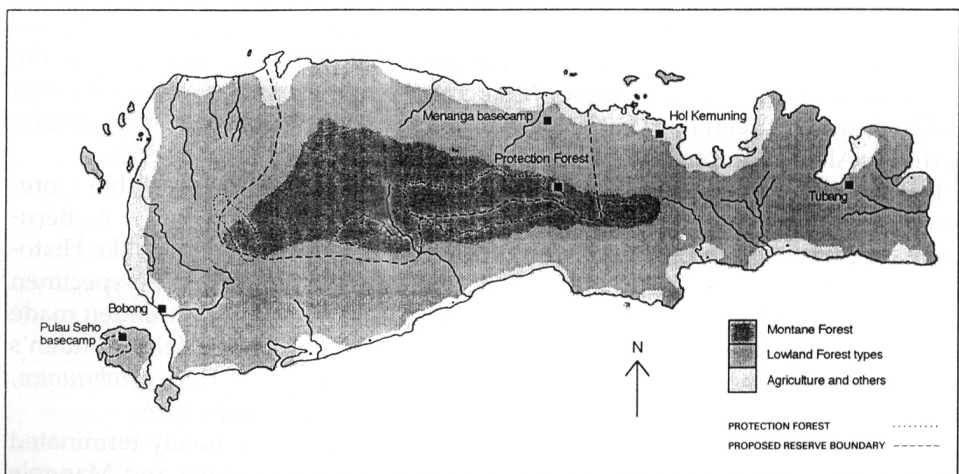 Menanga basecamp
Hol Kemuning
Protection Forest
Tubang
Bobong
Pulau Seho
basecamp
N
Montane Forest
Lowland Forest types
Agriculture and others
PROTECTION FOREST
PROPOSED RESERVE BOUNDARY